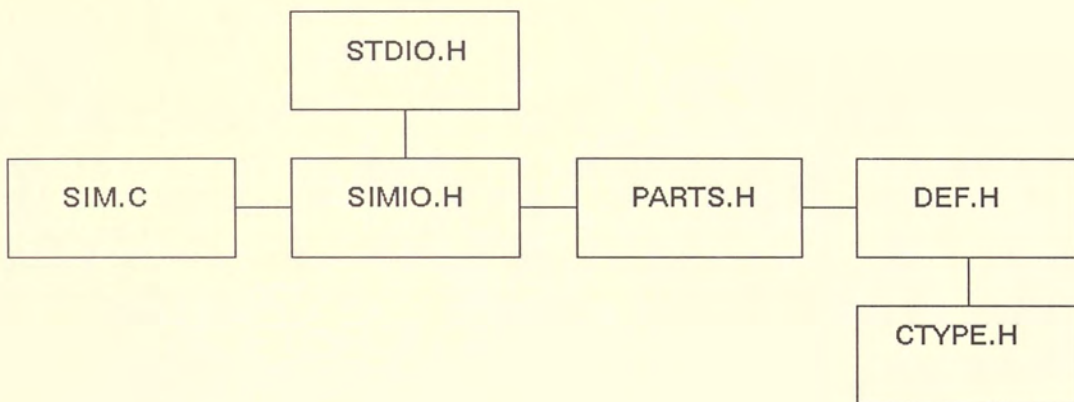 STDIO.H
SIM.C
SIMIO.H
PARTS.H
DEF.H
CTYPE.H